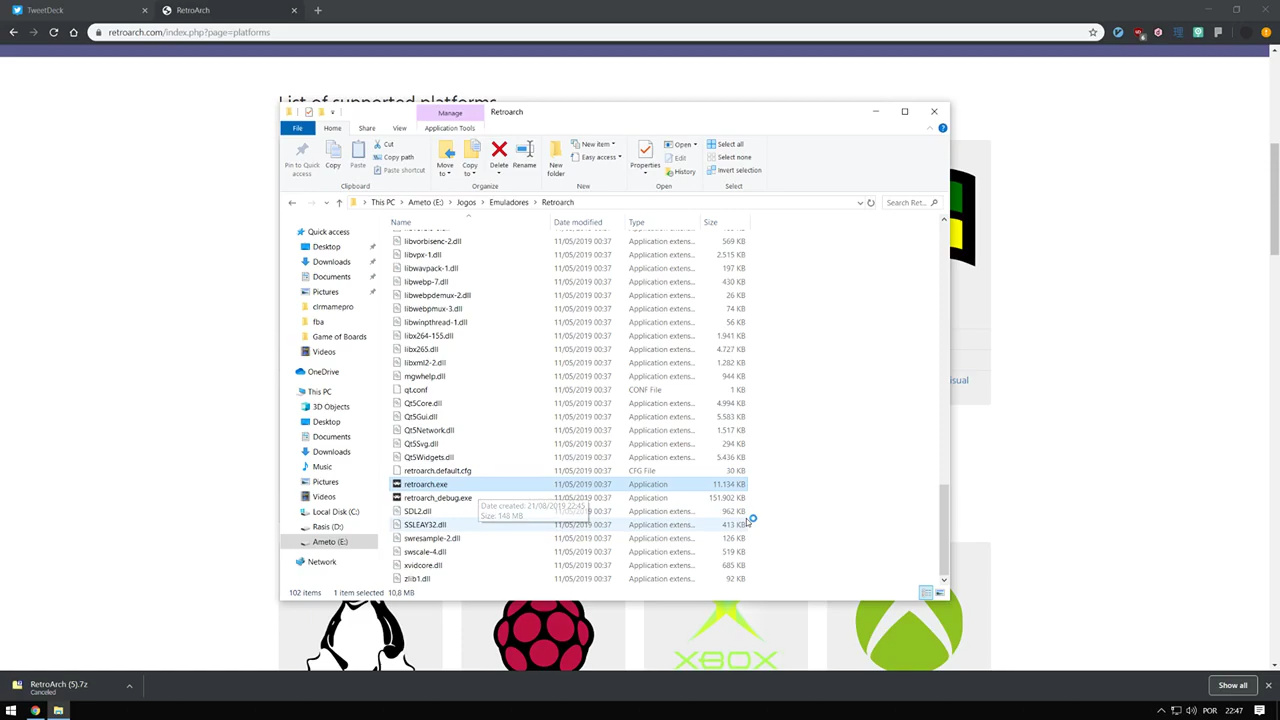 TweetDeck
RetroArch
retroarch.com/index.php?page=platforms
List of supported platforms
Manage Retroarch
File Home Share View Application Tools
Pin to Quick access
Copy
Paste
Cut
Copy path
Paste shortcut
Move to
Copy to
Delete
Rename
New folder
New item
Easy access
Properties
Open
Edit
History
Select all
Select none
Invert selection
Clipboard Organize New Open Select
This PC Ameto (E:) Jogos Emuladores Retroarch Search Ret...
Name Date modified Type Size
Quick access
Desktop
Downloads
Documents
Pictures
clrmamepro
fba
Game of Boards
Videos
OneDrive
This PC
3D Objects
Desktop
Documents
Downloads
Music
Pictures
Videos
Local Disk (C:)
Rasis (D:)
Ameto (E:)
Network
libvorbisenc-2.dll 11/05/2019 00:37 Application extens... 569 KB
libvpx-1.dll 11/05/2019 00:37 Application extens... 2.515 KB
libwavpack-1.dll 11/05/2019 00:37 Application extens... 197 KB
libwebp-7.dll 11/05/2019 00:37 Application extens... 430 KB
libwebpdemux-2.dll 11/05/2019 00:37 Application extens... 26 KB
libwebpmux-3.dll 11/05/2019 00:37 Application extens... 74 KB
libwinpthread-1.dll 11/05/2019 00:37 Application extens... 56 KB
libx264-155.dll 11/05/2019 00:37 Application extens... 1.941 KB
libx265.dll 11/05/2019 00:37 Application extens... 4.727 KB
libxml2-2.dll 11/05/2019 00:37 Application extens... 1.282 KB
mgwhelp.dll 11/05/2019 00:37 Application extens... 944 KB
qt.conf 11/05/2019 00:37 CONF File 1 KB
Qt5Core.dll 11/05/2019 00:37 Application extens... 4.994 KB
Qt5Gui.dll 11/05/2019 00:37 Application extens... 5.583 KB
Qt5Network.dll 11/05/2019 00:37 Application extens... 1.517 KB
Qt5Svg.dll 11/05/2019 00:37 Application extens... 294 KB
Qt5Widgets.dll 11/05/2019 00:37 Application extens... 5.436 KB
retroarch.default.cfg 11/05/2019 00:37 CFG File 30 KB
retroarch.exe 11/05/2019 00:37 Application 11.134 KB
retroarch_debug.exe 11/05/2019 00:37 Application 151.902 KB
Date created: 21/08/2019 22:45
Size: 148 MB
SDL2.dll 00:37 Application extens... 962 KB
SSLEAY32.dll 11/05/2019 00:37 Application extens... 413 KB
swresample-2.dll 11/05/2019 00:37 Application extens... 126 KB
swscale-4.dll 11/05/2019 00:37 Application extens... 519 KB
xvidcore.dll 11/05/2019 00:37 Application extens... 685 KB
zlib1.dll 11/05/2019 00:37 Application extens... 92 KB
102 items 1 item selected 10,8 MB
isual
XBOX
RetroArch (5).7z
Canceled
Show all
POR 22:47